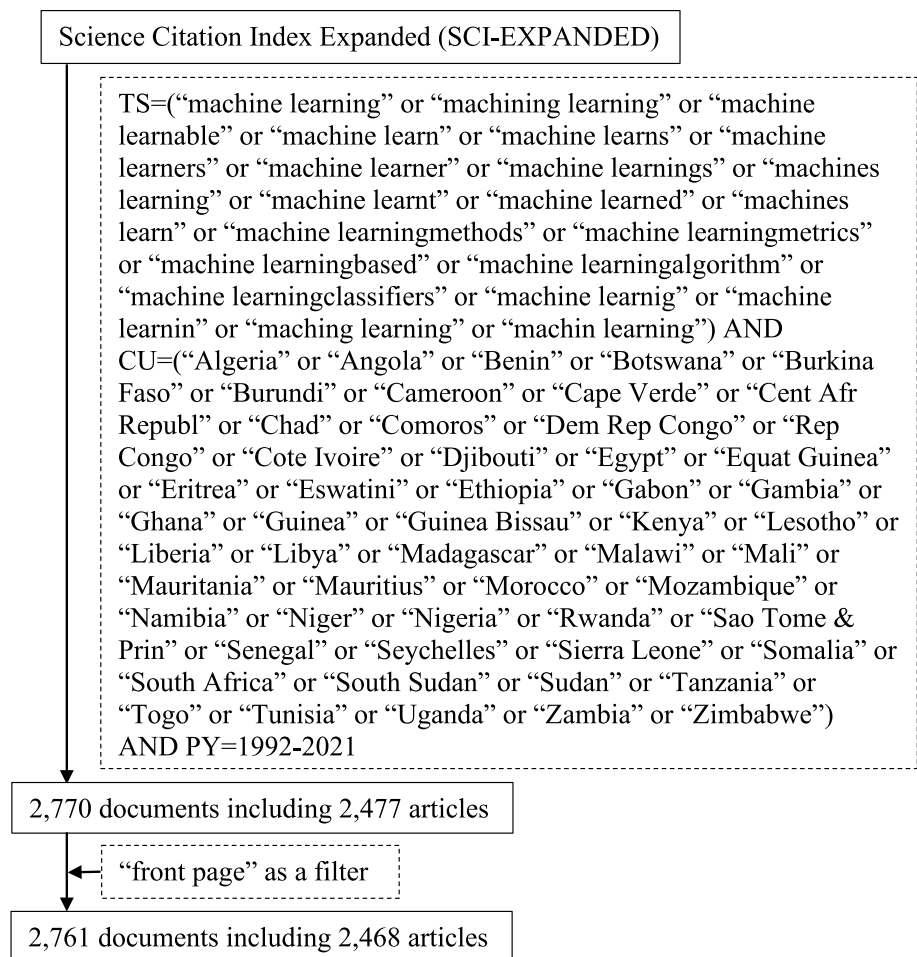 Science Citation Index Expanded (SCI-EXPANDED)
TS=(“machine learning” or “machining learning” or “machine
learnable” or “machine learn” or “machine learns” or “machine
learners” or “machine learner” or “machine learnings” or “machines
learning” or “machine learnt” or “machine learned” or “machines
learn” or “machine learningmethods” or “machine learningmetrics”
or “machine learningbased” or “machine learningalgorithm” or
“machine learningclassifiers” or “machine learnig” or “machine
learnin” or “maching learning” or “machin learning”) AND
CU=(“Algeria” or “Angola” or “Benin” or “Botswana” or “Burkina
Faso” or “Burundi” or “Cameroon” or “Cape Verde” or “Cent Afr
Republ” or “Chad” or “Comoros” or “Dem Rep Congo” or “Rep
Congo” or “Cote Ivoire” or “Djibouti” or “Egypt” or “Equat Guinea”
or “Eritrea” or “Eswatini” or “Ethiopia” or “Gabon” or “Gambia” or
“Ghana” or “Guinea” or “Guinea Bissau” or “Kenya” or “Lesotho” or
“Liberia” or “Libya” or “Madagascar” or “Malawi” or “Mali” or
“Mauritania” or “Mauritius” or “Morocco” or “Mozambique” or
“Namibia” or “Niger” or “Nigeria” or “Rwanda” or “Sao Tome &
Prin” or “Senegal” or “Seychelles” or “Sierra Leone” or “Somalia” or
“South Africa” or “South Sudan” or “Sudan” or “Tanzania” or
“Togo” or “Tunisia” or “Uganda” or “Zambia” or “Zimbabwe”)
AND PY=1992-2021
2,770 documents including 2,477 articles
“front page” as a filter
2,761 documents including 2,468 articles